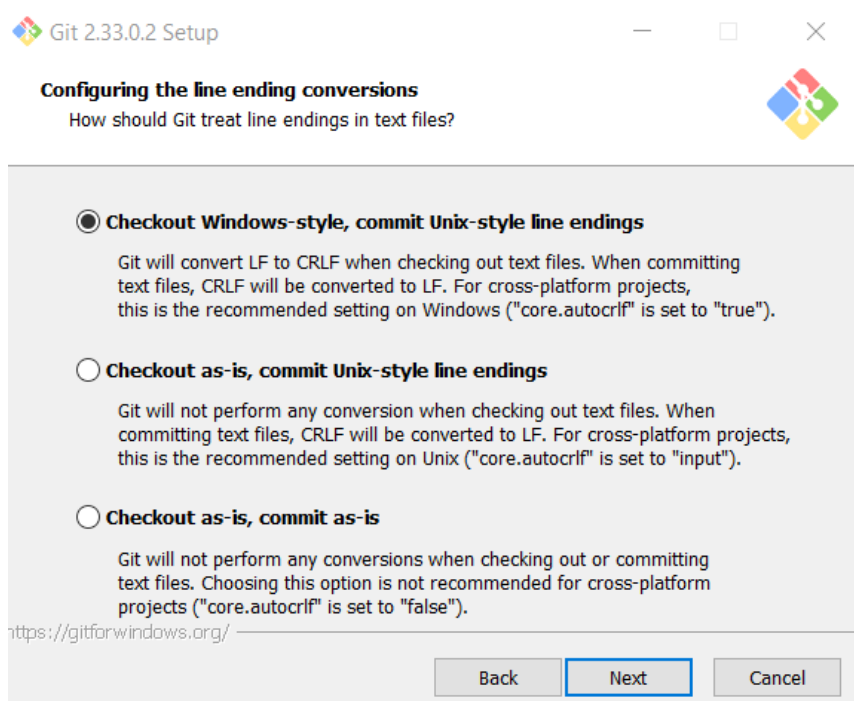 Git 2.33.0.2 Setup
Configuring the line ending conversions
How should Git treat line endings in text files?
Checkout Windows-style, commit Unix-style line endings
Git will convert LF to CRLF when checking out text files. When committing
text files, CRLF will be converted to LF. For cross-platform projects,
this is the recommended setting on Windows ("core.autocrlf" is set to "true").
Checkout as-is, commit Unix-style line endings
Git will not perform any conversion when checking out text files. When
committing text files, CRLF will be converted to LF. For cross-platform projects,
this is the recommended setting on Unix ("core.autocrlf" is set to "input").
Checkout as-is, commit as-is
Git will not perform any conversions when checking out or committing
text files. Choosing this option is not recommended for cross-platform
projects ("core.autocrlf" is set to "false").
https://gitforwindows.org/
Back Next Cancel